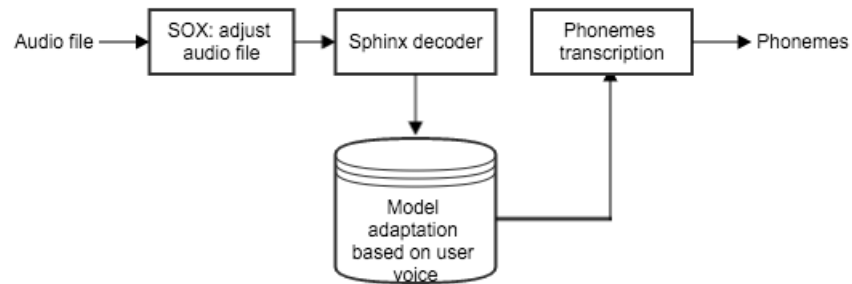 Audio file
SOX: adjust
audio file
Sphinx decoder
Phonemes
transcription
Phonemes
Model
adaptation
based on user
voice